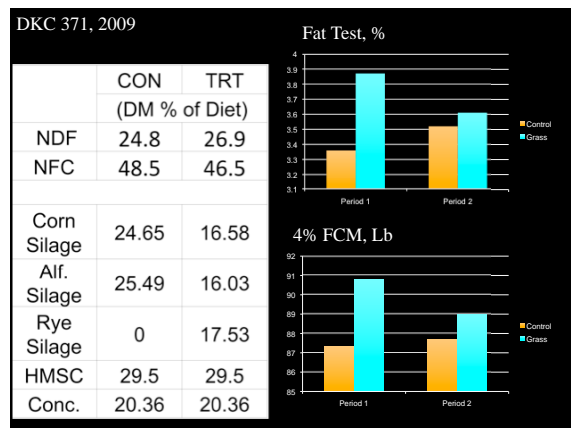 DKC 371, 2009
CON TRT
(DM % of Diet)
NDF 24.8 26.9
NFC 48.5 46.5
Corn Silage 24.65 16.58
Alf. Silage 25.49 16.03
Rye Silage 0 17.53
HMSC 29.5 29.5
Conc. 20.36 20.36
Fat Test, %
4
3.9
3.8
3.7
3.6
3.5
3.4
3.3
3.2
3.1
Period 1 Period 2
Control
Grass
4% FCM, Lb
92
91
90
89
88
87
86
85
Period 1 Period 2
Control
Grass